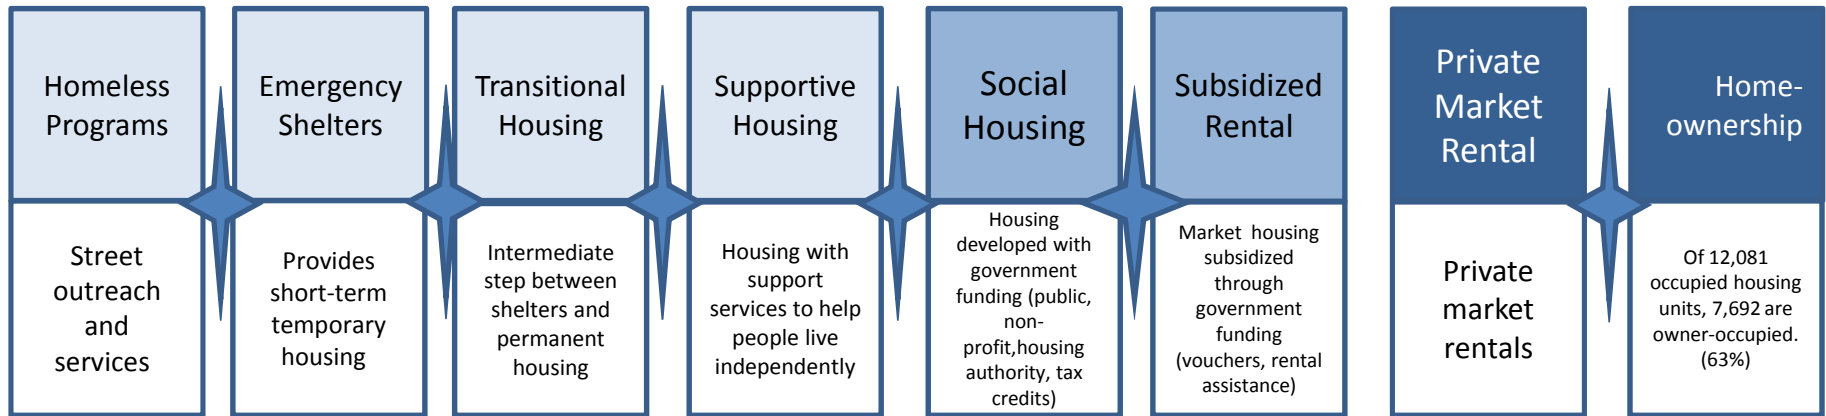 Homeless
Programs
Emergency
Shelters
Transitional
Housing
Supportive
Housing
Social
Housing
Subsidized
Rental
Private
Market
Rental
Home-
ownership
Street
outreach
and
services
Provides
short-term
temporary
housing
Intermediate
step between
shelters and
permanent
housing
Housing with
support
services to help
people live
independently
Housing
developed with
government
funding (public,
non-
profit,housing
authority, tax
credits)
Market housing
subsidized
through
government
funding
(vouchers, rental
assistance)
Private
market
rentals
Of 12,081
occupied housing
units, 7,692 are
owner-occupied.
(63%)